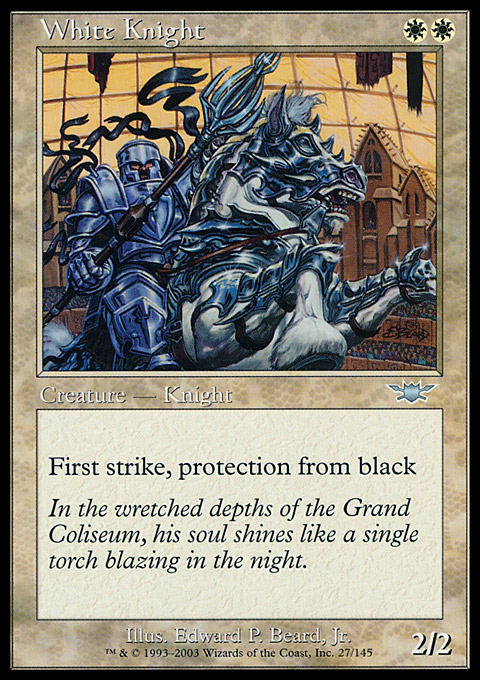 White Knight
Creature — Knight
First strike, protection from black
In the wretched depths of the Grand
Coliseum, his soul shines like a single
torch blazing in the night.
Illus. Edward P. Beard, Jr.
™ & © 1993–2003 Wizards of the Coast, Inc. 27/145
2/2